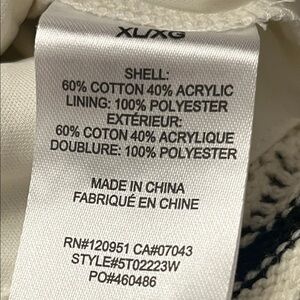 XL/XG
SHELL:
60% COTTON 40% ACRYLIC
LINING: 100% POLYESTER
EXTÉRIEUR:
60% COTON 40% ACRYLIQUE
DOUBLURE: 100% POLYESTER
MADE IN CHINA
FABRIQUÉ EN CHINE
RN#120951 CA#07043
STYLE#5T02223W
PO#460486